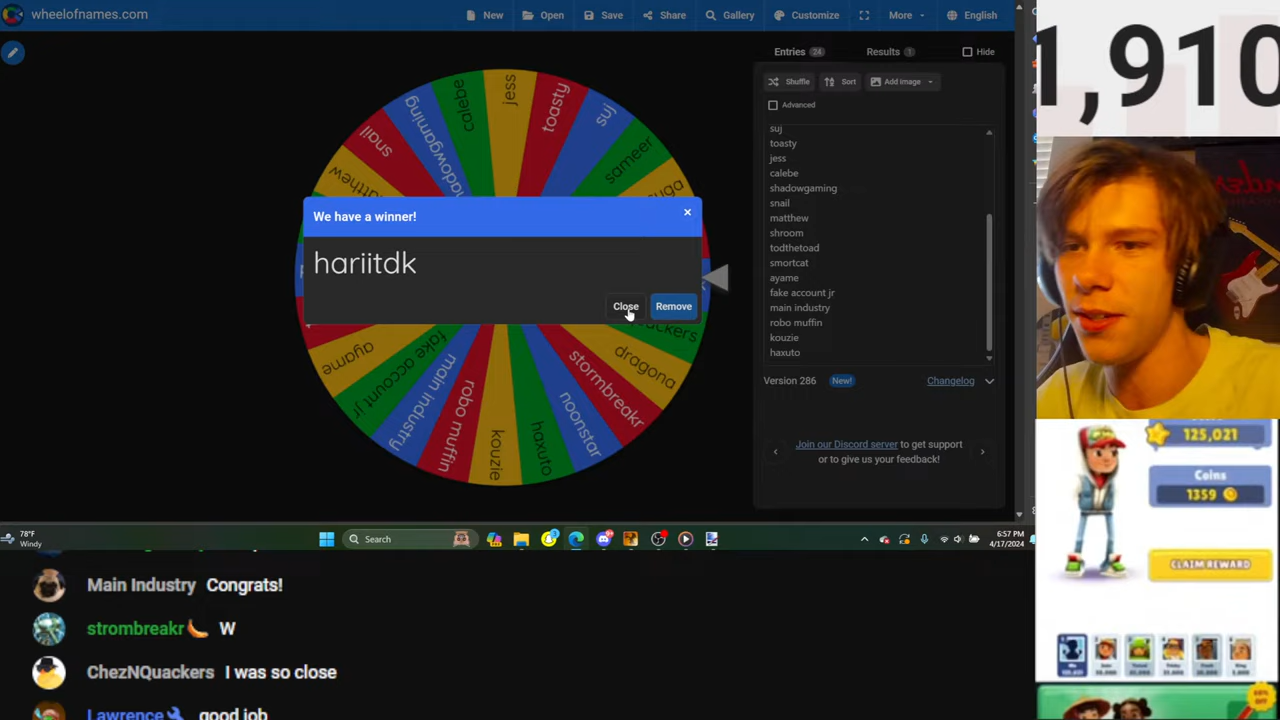 wheelofnames.com
New
Open
Save
Share
Gallery
Customize
More
English
1,910
Entries 24
Results 1
Hide
Shuffle
Sort
Add image
Advanced
suj
toasty
jess
calebe
shadowgaming
snail
matthew
shroom
todthetoad
smortcat
ayame
fake account jr
main industry
robo muffin
kouzie
haxuto
Version 286
New!
Changelog
Join our Discord server to get support
or to give us your feedback!
snail
calebe
jess
toasty
suj
sameer
We have a winner!
hariitdk
Close
Remove
dragona
stormbreakr
noonstar
haxuto
kouzie
robo muffin
main industry
fake account jr
ayame
125,021
Coins
1359
CLAIM REWARD
78°F
Windy
Search
6:57 PM
4/17/2024
Main Industry Congrats!
strombreakr W
ChezNQuackers I was so close
Lawrence good job